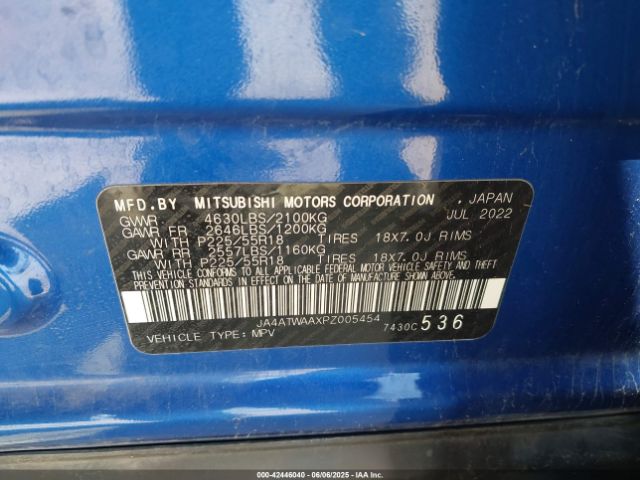 MFD.BY MITSUBISHI MOTORS CORPORATION . JAPAN
GVWR 4630LBS/2100KG JUL 2022
GAWR FR 2646LBS/1200KG
WITH P225/55R18 TIRES 18X7.0J RIMS
GAWR RR 2557LBS/1160KG
WITH P225/55R18 TIRES 18X7.0J RIMS
THIS VEHICLE CONFORMS TO ALL APPLICABLE FEDERAL MOTOR VEHICLE SAFETY AND
THEFT PREVENTION STANDARDS IN EFFECT ON THE DATE OF MANUFACTURE SHOWN ABOVE.
JA4ATWAAXPZ005454
VEHICLE TYPE: MPV 7430C 536
000-42446040 06/06/2025 - Copyright © IAA